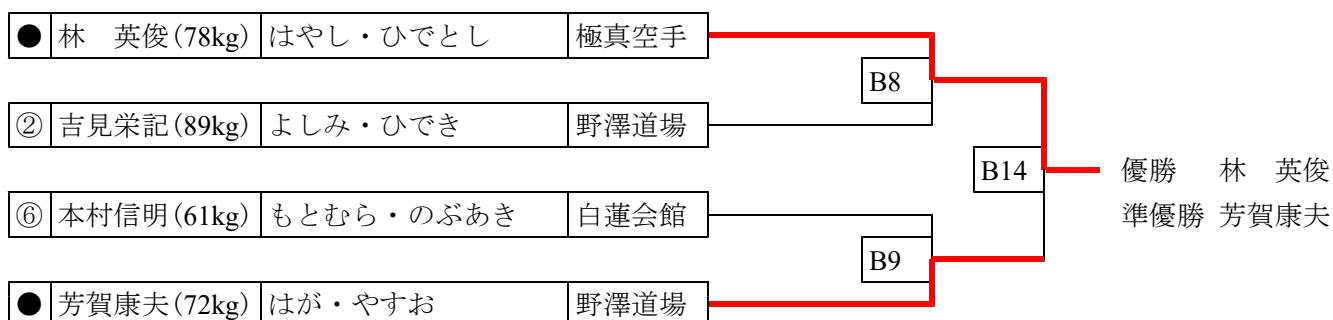 ● 林　英俊(78kg) はやし・ひでとし 極真空手
B8
② 吉見栄記(89kg) よしみ・ひでき 野澤道場
B14 優勝　林　英俊
⑥ 本村信明(61kg) もとむら・のぶあき 白蓮会館
準優勝 芳賀康夫
B9
● 芳賀康夫(72kg) はが・やすお 野澤道場